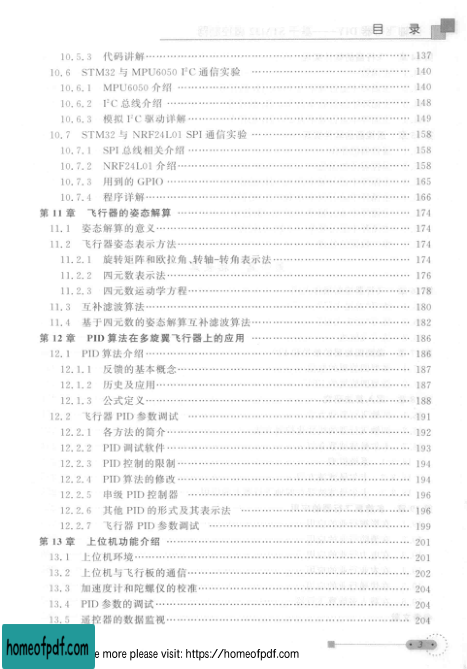 目 录
10.5.3 代码讲解 137
10.6 STM32 与 MPU6050 I²C 通信实验 140
10.6.1 MPU6050 介绍 140
10.6.2 I²C 总线介绍 148
10.6.3 模拟 I²C 驱动详解 149
10.7 STM32 与 NRF24L01 SPI 通信实验 158
10.7.1 SPI 总线相关介绍 158
10.7.2 NRF24L01 介绍 158
10.7.3 用到的 GPIO 165
10.7.4 程序详解 166
第 11 章 飞行器的姿态解算 174
11.1 姿态解算的意义 174
11.2 飞行器姿态表示方法 174
11.2.1 旋转矩阵和欧拉角、转轴-转角表示法 174
11.2.2 四元数表示法 176
11.2.3 四元数运动学方程 178
11.3 互补滤波算法 180
11.4 基于四元数的姿态解算互补滤波算法 182
第 12 章 PID 算法在多旋翼飞行器上的应用 186
12.1 PID 算法介绍 186
12.1.1 反馈的基本概念 187
12.1.2 历史及应用 187
12.1.3 公式定义 188
12.2 飞行器 PID 参数调试 191
12.2.1 各方法的简介 192
12.2.2 PID 调试软件 193
12.2.3 PID 控制的限制 194
12.2.4 PID 算法的修改 194
12.2.5 串级 PID 控制器 196
12.2.6 其他 PID 的形式及其表示法 196
12.2.7 飞行器 PID 参数调试 199
第 13 章 上位机功能介绍 201
13.1 上位机环境 201
13.2 上位机与飞行板的通信 202
13.3 加速度计和陀螺仪的校准 204
13.4 PID 参数的调试 204
13.5 遥控器的数据监视 204
3
homeofpdf.com
e more please visit: https://homeofpdf.com